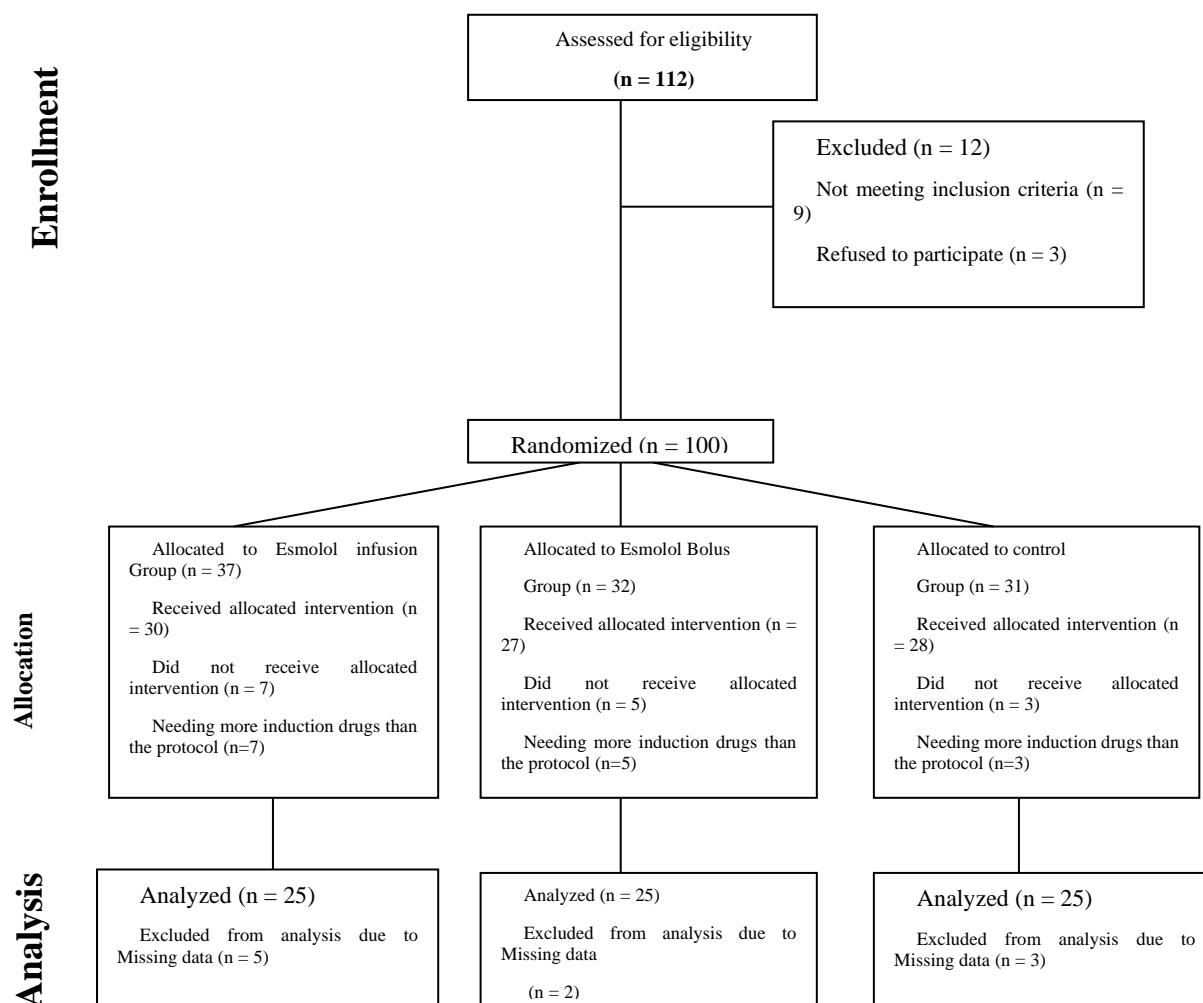 Enrollment
Assessed for eligibility
(n = 112)
Excluded (n = 12)
Not meeting inclusion criteria (n =
9)
Refused to participate (n = 3)
Randomized (n = 100)
Allocation
Allocated to Esmolol infusion
Group (n = 37)
Received allocated intervention (n
= 30)
Did not receive allocated
intervention (n = 7)
Needing more induction drugs than
the protocol (n=7)
Allocated to Esmolol Bolus
Group (n = 32)
Received allocated intervention (n =
27)
Did not receive allocated
intervention (n = 5)
Needing more induction drugs than
the protocol (n=5)
Allocated to control
Group (n = 31)
Received allocated intervention (n
= 28)
Did not receive allocated
intervention (n = 3)
Needing more induction drugs than
the protocol (n=3)
Analysis
Analyzed (n = 25)
Excluded from analysis due to
Missing data (n = 5)
Analyzed (n = 25)
Excluded from analysis due to
Missing data
(n = 2)
Analyzed (n = 25)
Excluded from analysis due to
Missing data (n = 3)